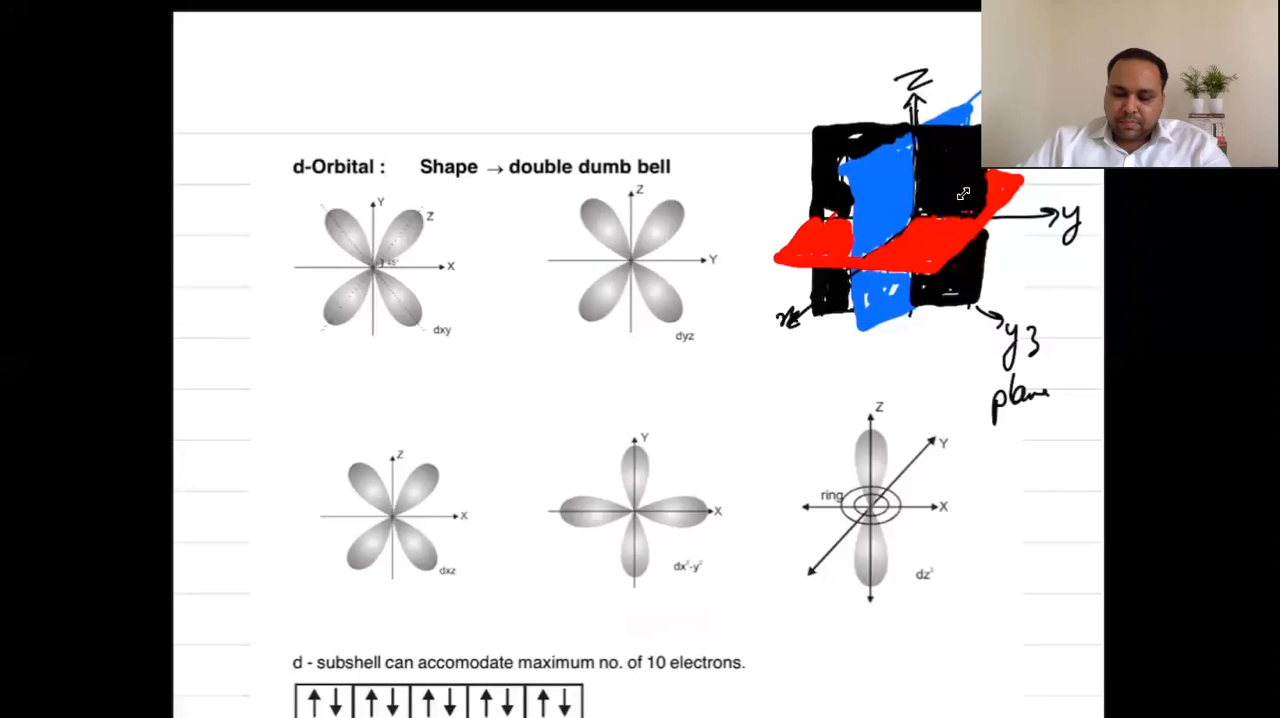 Z
y
x
y z
plane
d-Orbital : Shape → double dumb bell
Y
Z
45°
X
dxy
Z
Y
dyz
Z
X
dxz
Y
X
dx²-y²
Z
Y
ring
X
dz²
d - subshell can accomodate maximum no. of 10 electrons.
↑ ↓ ↑ ↓ ↑ ↓ ↑ ↓ ↑ ↓